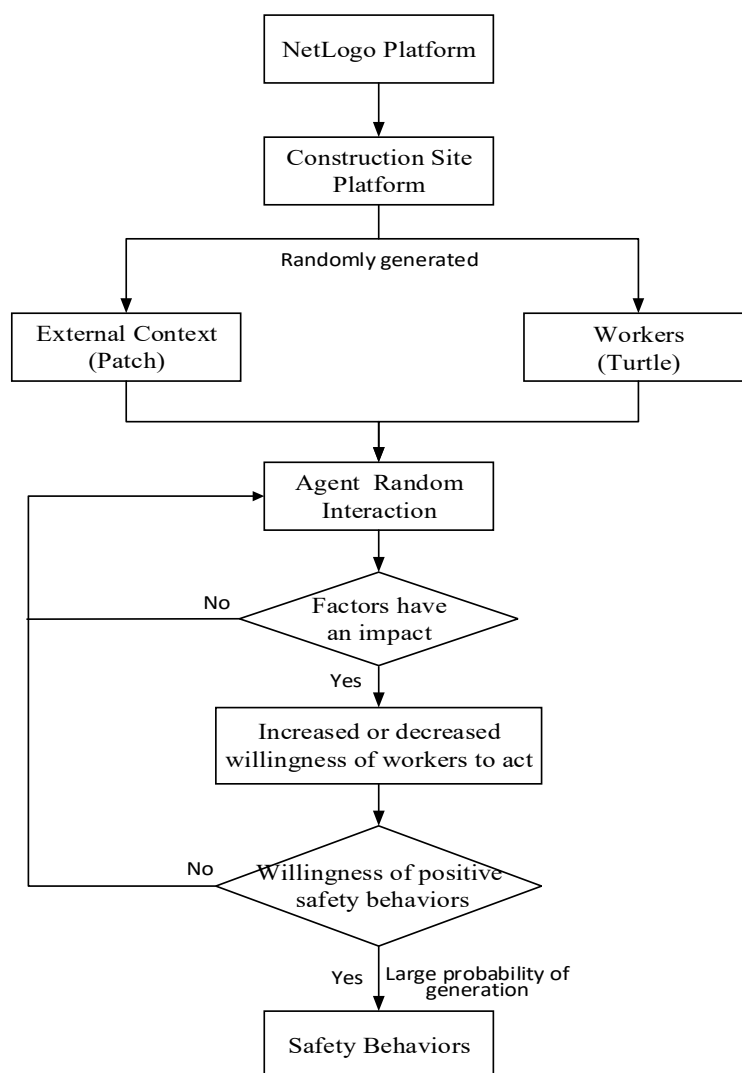 NetLogo Platform
Construction Site
Platform
Randomly generated
External Context
(Patch)
Workers
(Turtle)
Agent Random
Interaction
No
Factors have
an impact
Yes
Increased or decreased
willingness of workers to act
No
Willingness of positive
safety behaviors
Yes
Large probability of
generation
Safety Behaviors